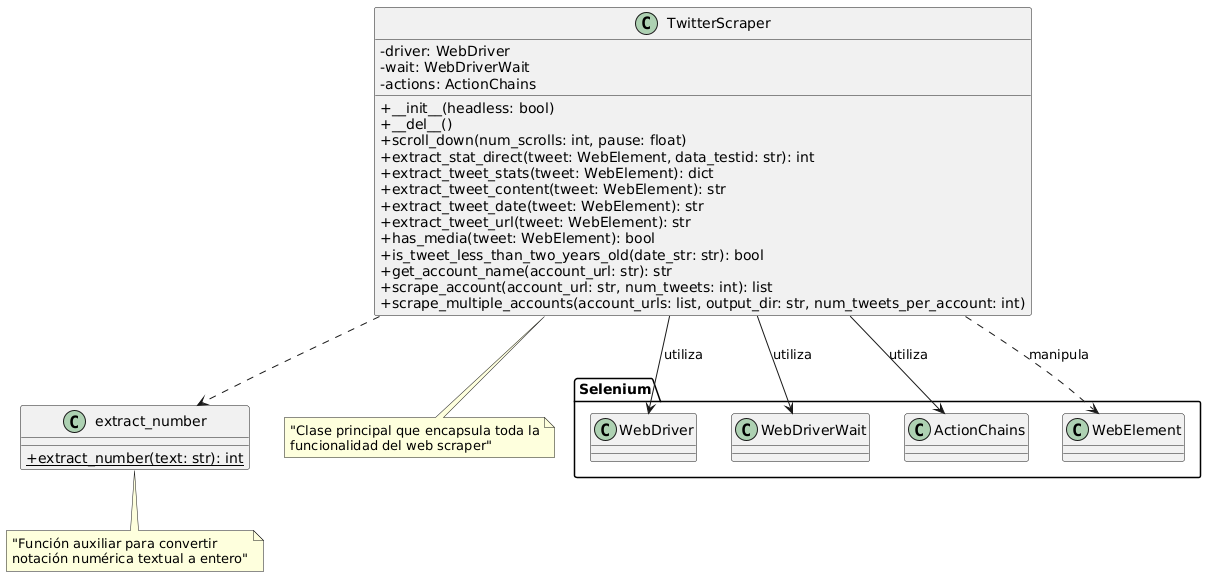 C TwitterScraper
-driver: WebDriver
-wait: WebDriverWait
-actions: ActionChains
+__init__(headless: bool)
+__del__()
+scroll_down(num_scrolls: int, pause: float)
+extract_stat_direct(tweet: WebElement, data_testid: str): int
+extract_tweet_stats(tweet: WebElement): dict
+extract_tweet_content(tweet: WebElement): str
+extract_tweet_date(tweet: WebElement): str
+extract_tweet_url(tweet: WebElement): str
+has_media(tweet: WebElement): bool
+is_tweet_less_than_two_years_old(date_str: str): bool
+get_account_name(account_url: str): str
+scrape_account(account_url: str, num_tweets: int): list
+scrape_multiple_accounts(account_urls: list, output_dir: str, num_tweets_per_account: int)
utiliza
utiliza
utiliza
manipula
C extract_number
+extract_number(text: str): int
"Clase principal que encapsula toda la
funcionalidad del web scraper"
Selenium
C WebDriver
C WebDriverWait
C ActionChains
C WebElement
"Función auxiliar para convertir
notación numérica textual a entero"